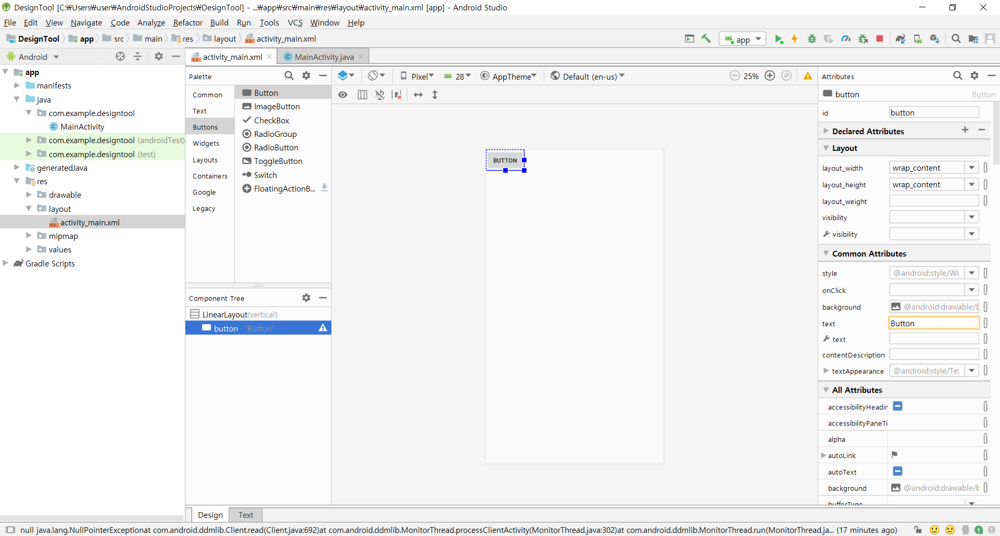 DesignTool [C:₩Users₩user₩AndroidStudioProjects₩DesignTool] - ...₩app₩src₩main₩res₩layout₩activity_main.xml [app] - Android Studio
File Edit View Navigate Code Analyze Refactor Build Run Tools VCS Window Help
DesignTool app src main res layout activity_main.xml
app
Android
activity_main.xml
MainActivity.java
app
manifests
java
com.example.designtool
MainActivity
com.example.designtool (androidTest)
com.example.designtool (test)
generatedJava
res
drawable
layout
activity_main.xml
mipmap
values
Gradle Scripts
Palette
Common
Text
Buttons
Widgets
Layouts
Containers
Google
Legacy
Button
ImageButton
CheckBox
RadioGroup
RadioButton
ToggleButton
Switch
FloatingActionB...
Component Tree
LinearLayout(vertical)
button- "Button"
Pixel 28 AppTheme Default (en-us) 25%
BUTTON
Attributes
button Button
id button
Declared Attributes
Layout
layout_width wrap_content
layout_height wrap_content
layout_weight
visibility
visibility
Common Attributes
style @android:style/Wi
onClick
background @android:drawable/b
text Button
text
contentDescription
textAppearance @android:style/Te:
All Attributes
accessibilityHeadin
accessibilityPaneTi
alpha
autoLink
autoText
background @android:drawable/b
bufferType
Design Text
null java.lang.NullPointerExceptionat com.android.ddmlib.Client.read(Client.java:692)at com.android.ddmlib.MonitorThread.processClientActivity(MonitorThread.java:302)at com.android.ddmlib.MonitorThread.run(MonitorThread.ja... (17 minutes ago) 1